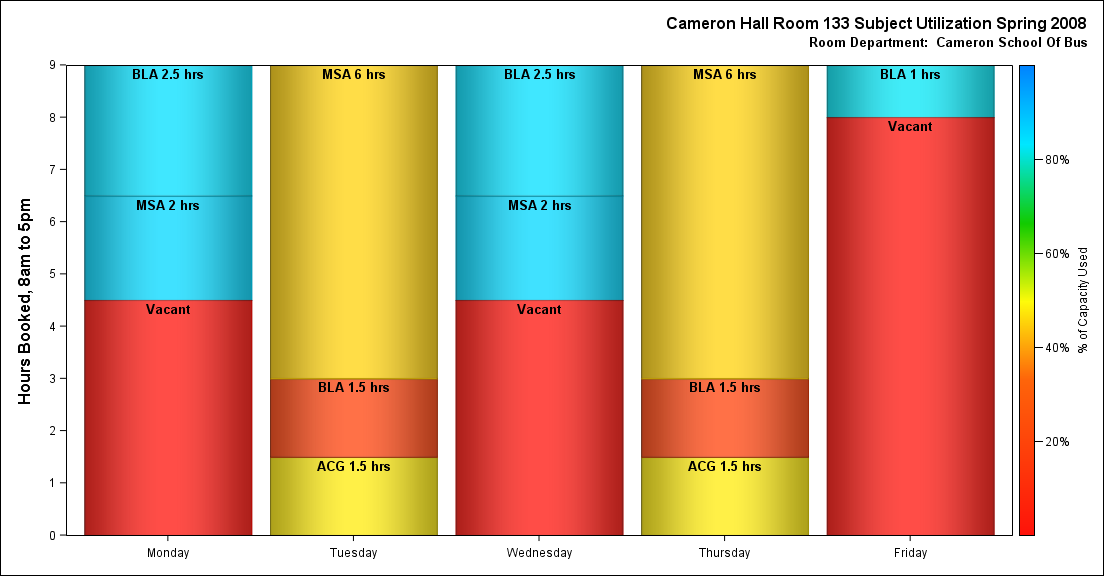 Cameron Hall Room 133 Subject Utilization Spring 2008
Room Department:  Cameron School Of Bus
Hours Booked, 8am to 5pm
9
8
7
6
5
4
3
2
1
0
BLA 2.5 hrs
MSA 2 hrs
Vacant
MSA 6 hrs
BLA 1.5 hrs
ACG 1.5 hrs
BLA 2.5 hrs
MSA 2 hrs
Vacant
MSA 6 hrs
BLA 1.5 hrs
ACG 1.5 hrs
BLA 1 hrs
Vacant
Monday
Tuesday
Wednesday
Thursday
Friday
80%
60%
40%
20%
% of Capacity Used